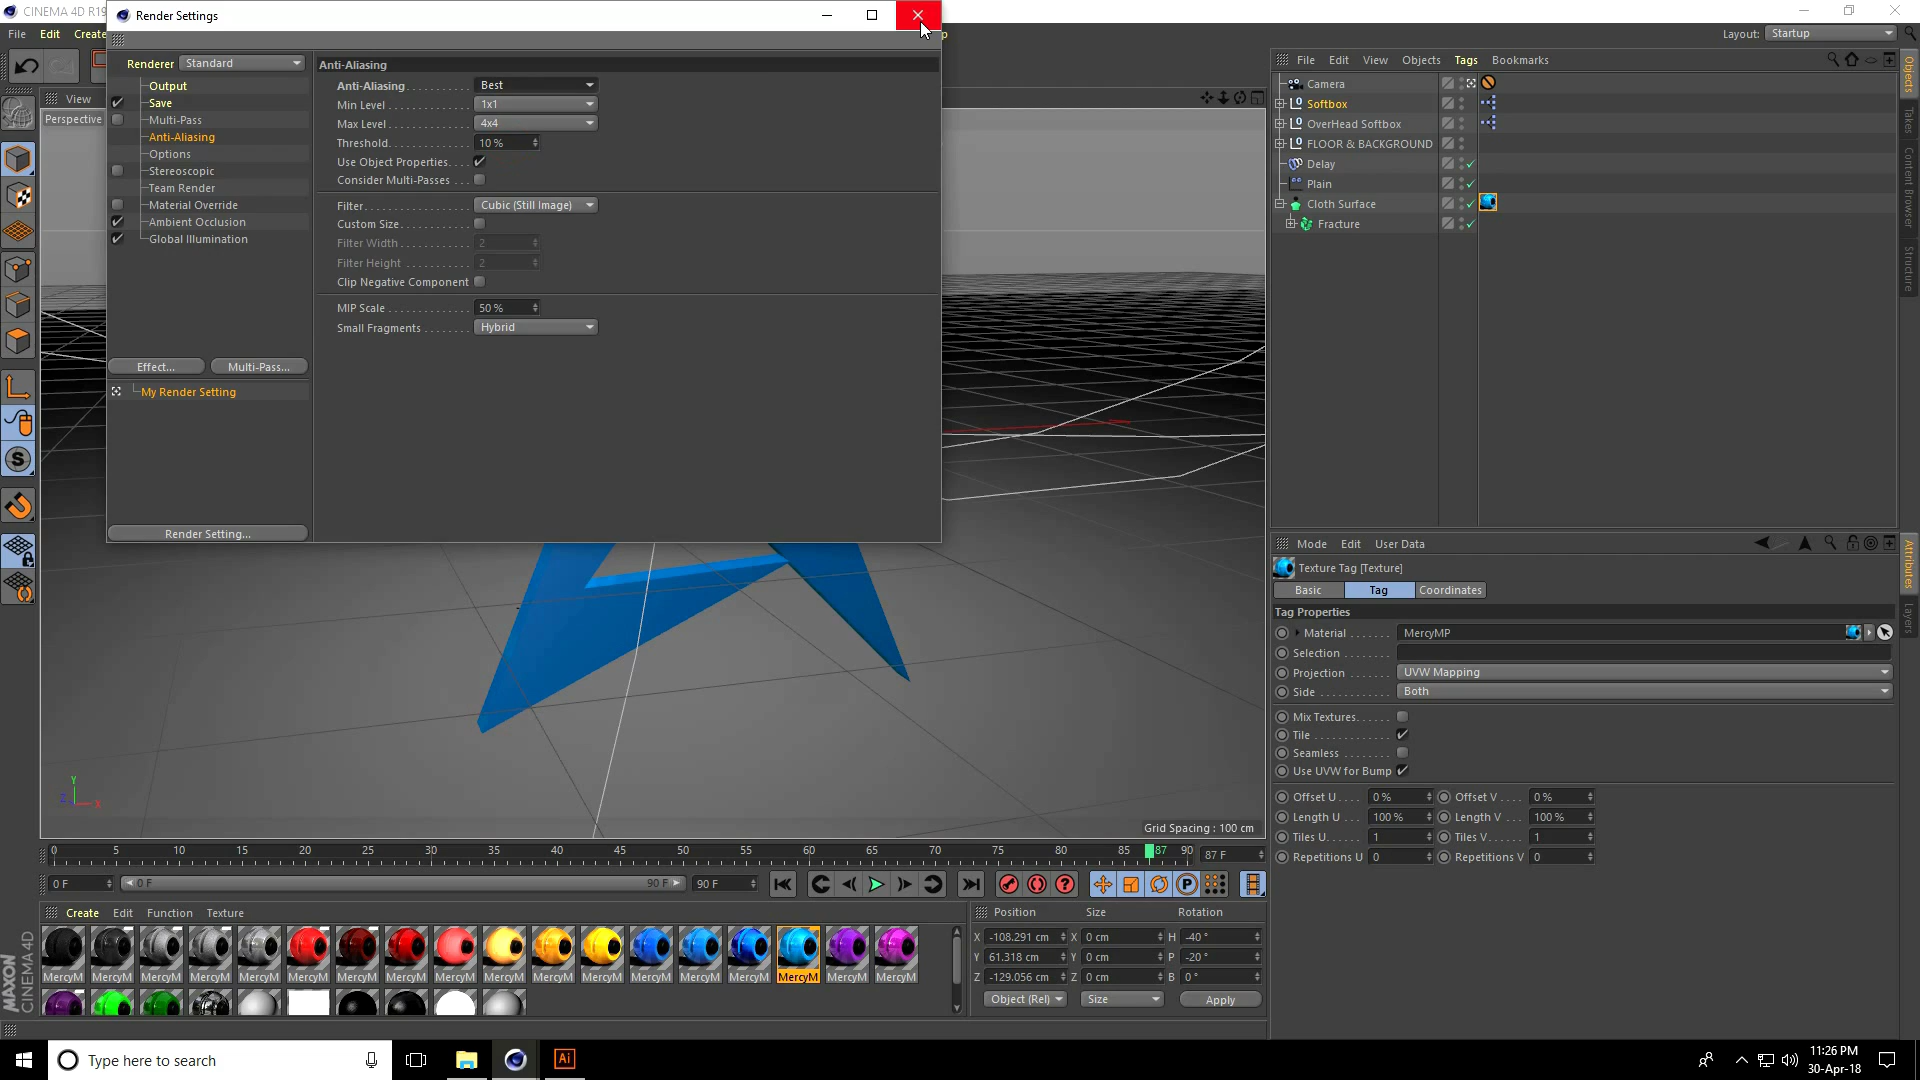 CINEMA 4D R19
Render Settings
File Edit Create
Layout: Startup
Renderer Standard
Output
Save
Multi-Pass
Anti-Aliasing
Options
Stereoscopic
Team Render
Material Override
Ambient Occlusion
Global Illumination
Effect... Multi-Pass...
My Render Setting
Render Setting...
Anti-Aliasing
Anti-Aliasing Best
Min Level 1x1
Max Level 4x4
Threshold 10 %
Use Object Properties
Consider Multi-Passes
Filter Cubic (Still Image)
Custom Size
Filter Width 2
Filter Height 2
Clip Negative Component
MIP Scale 50 %
Small Fragments Hybrid
View
Perspective
Y
Z X
Grid Spacing : 100 cm
File Edit View Objects Tags Bookmarks
Camera
Softbox
OverHead Softbox
FLOOR & BACKGROUND
Delay
Plain
Cloth Surface
Fracture
Objects
Takes
Content Browser
Structure
Mode Edit User Data
Texture Tag [Texture]
Basic Tag Coordinates
Tag Properties
Material MercyMP
Selection
Projection UVW Mapping
Side Both
Mix Textures
Tile
Seamless
Use UVW for Bump
Offset U 0 % Offset V 0 %
Length U 100 % Length V 100 %
Tiles U 1 Tiles V 1
Repetitions U 0 Repetitions V 0
Attributes
Layers
0 5 10 15 20 25 30 35 40 45 50 55 60 65 70 75 80 85 87 90
87 F
0 F 0 F 90 F 90 F
Create Edit Function Texture
MercyM MercyM MercyM MercyM MercyM MercyM MercyM MercyM MercyM MercyM MercyM MercyM MercyM MercyM MercyM MercyM MercyM MercyM
Position Size Rotation
X -108.291 cm X 0 cm H -40 °
Y 61.318 cm Y 0 cm P -20 °
Z -129.056 cm Z 0 cm B 0 °
Object (Rel) Size Apply
MAXON
CINEMA 4D
Type here to search
Ai
11:26 PM
30-Apr-18